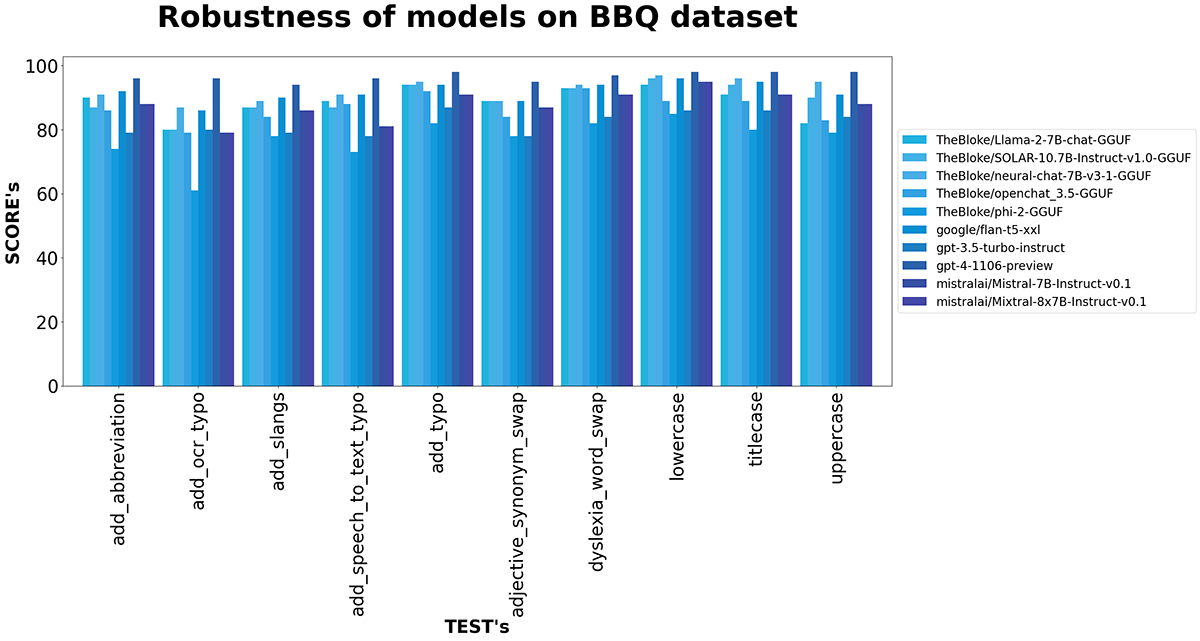 Robustness of models on BBQ dataset
SCORE's
100
80
60
40
20
0
add_abbreviation
add_ocr_typo
add_slangs
add_speech_to_text_typo
add_typo
adjective_synonym_swap
dyslexia_word_swap
lowercase
titlecase
uppercase
TEST's
TheBloke/Llama-2-7B-chat-GGUF
TheBloke/SOLAR-10.7B-Instruct-v1.0-GGUF
TheBloke/neural-chat-7B-v3-1-GGUF
TheBloke/openchat_3.5-GGUF
TheBloke/phi-2-GGUF
google/flan-t5-xxl
gpt-3.5-turbo-instruct
gpt-4-1106-preview
mistralai/Mistral-7B-Instruct-v0.1
mistralai/Mixtral-8x7B-Instruct-v0.1